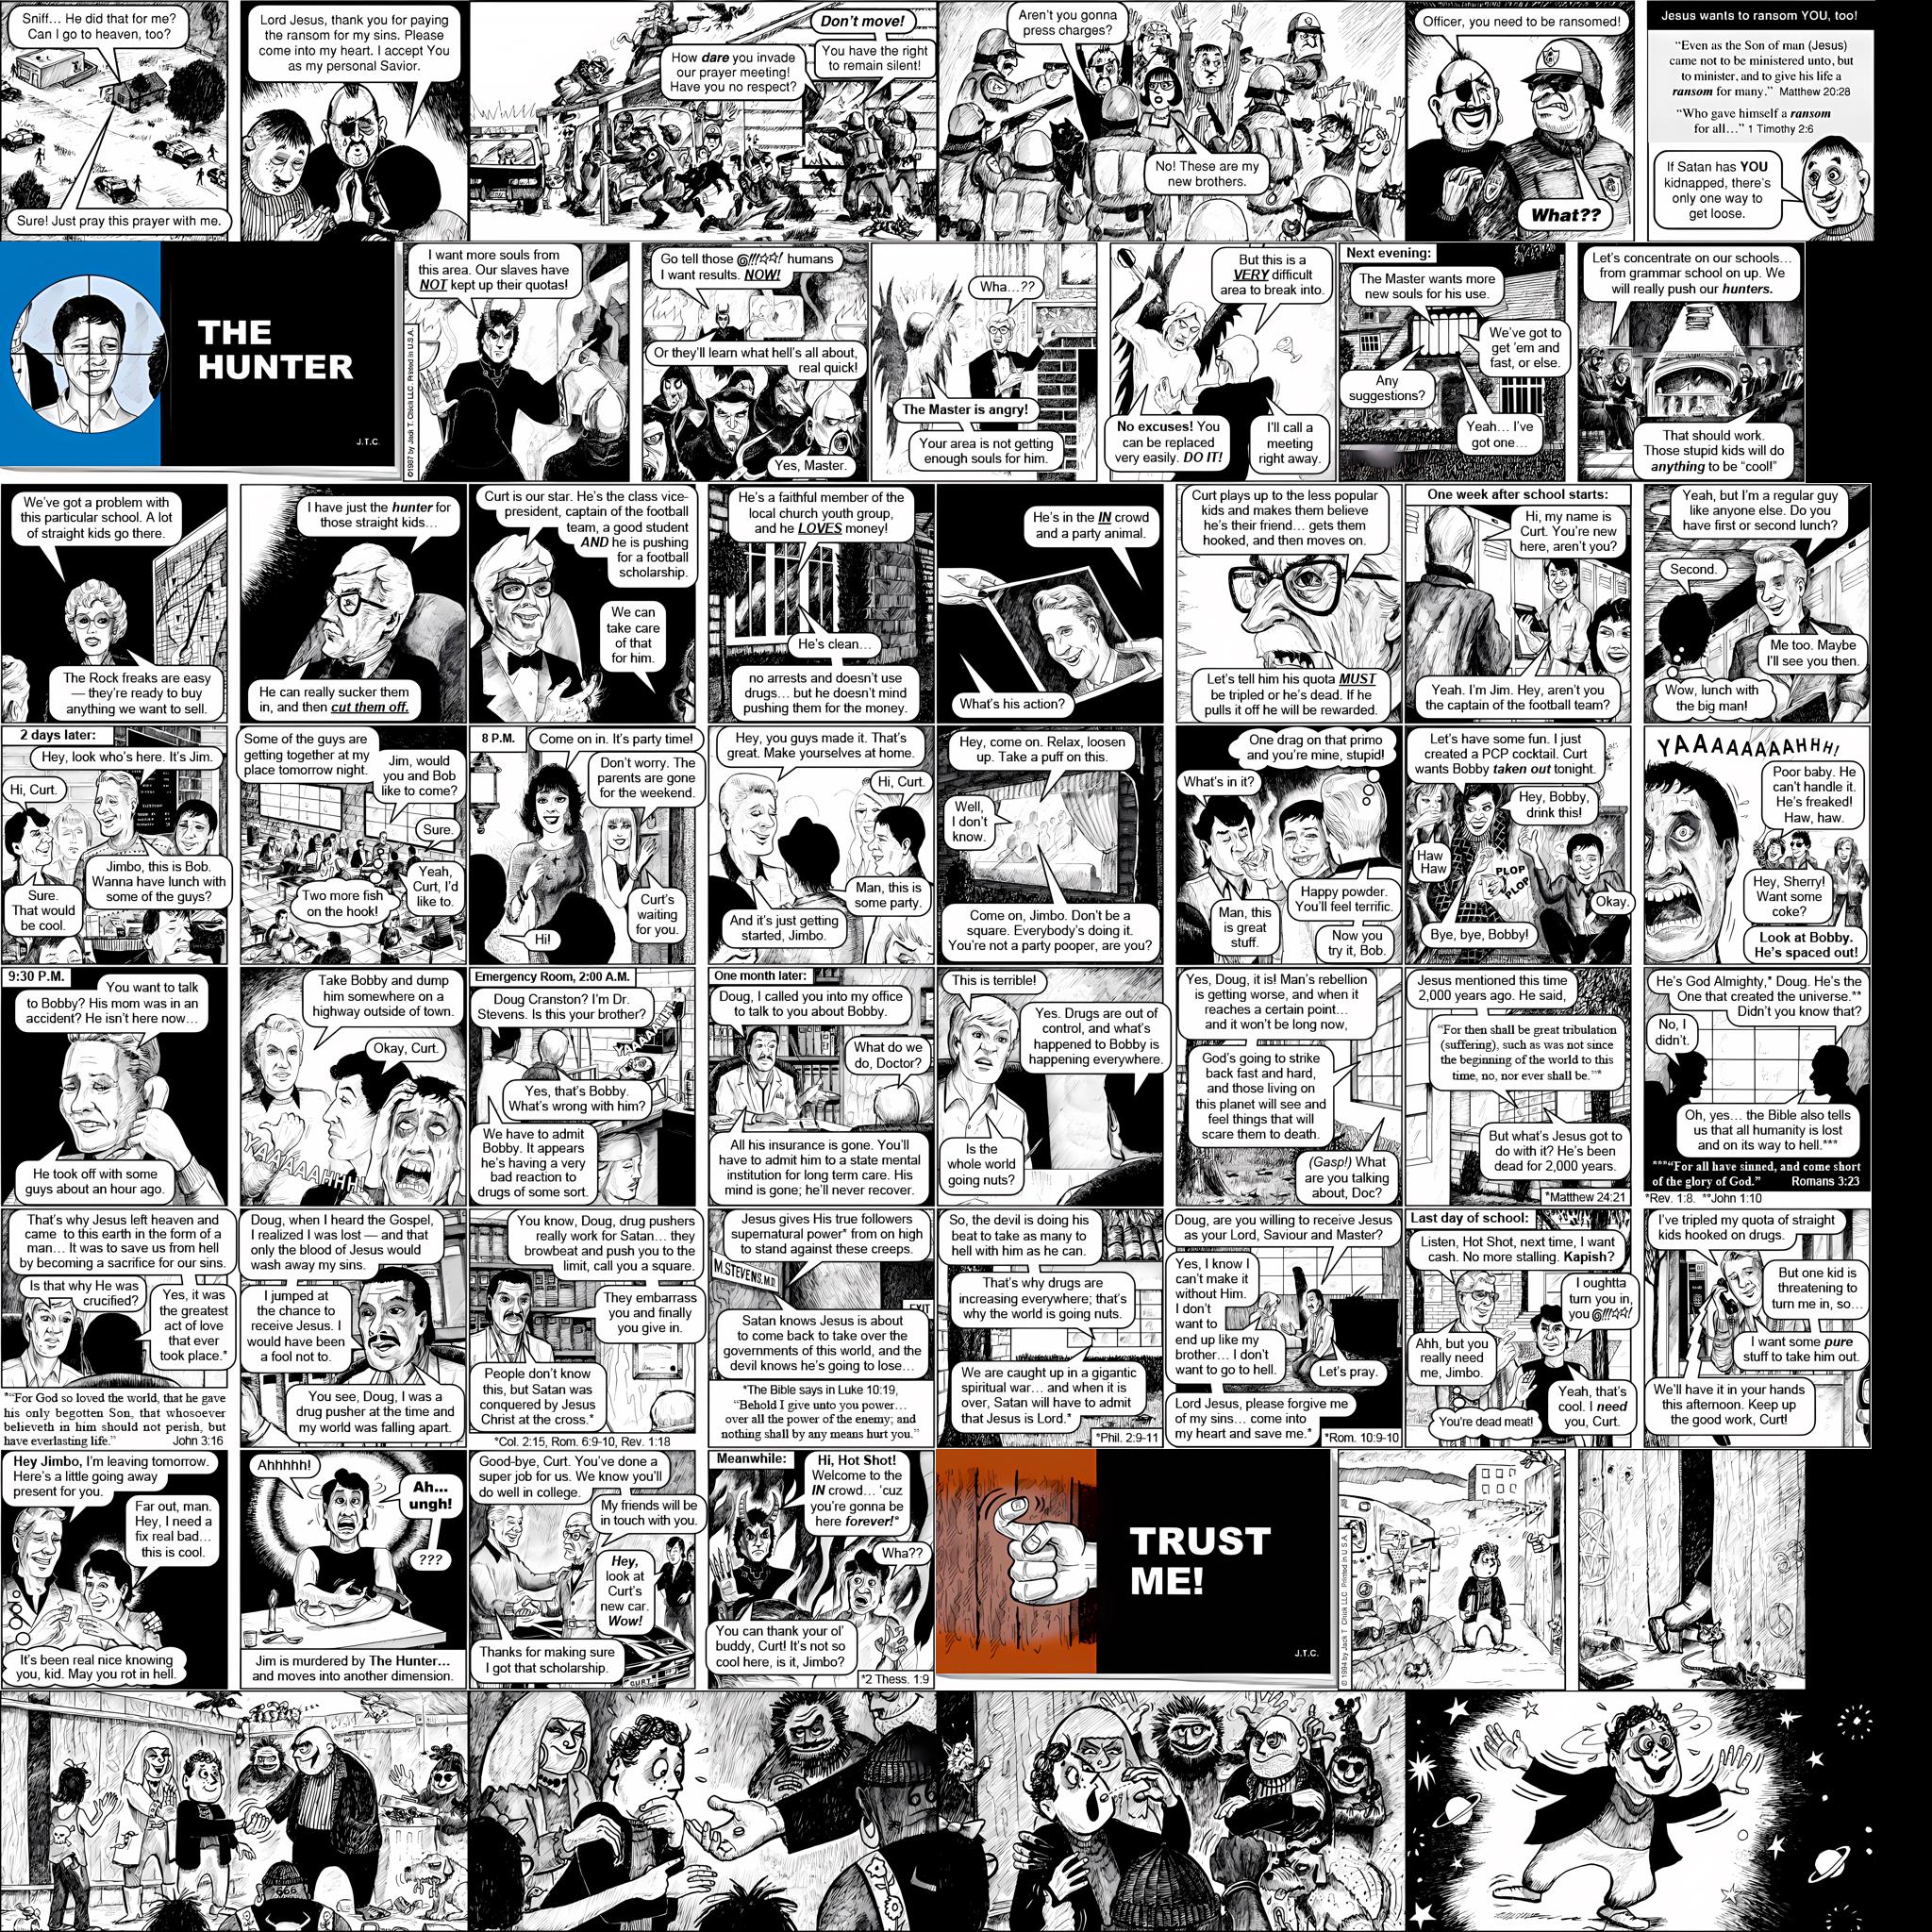 Sniff... He did that for me?
Can I go to heaven, too?
Sure! Just pray this prayer with me.
Lord Jesus, thank you for paying
the ransom for my sins. Please
come into my heart. I accept You
as my personal Savior.
How dare you invade
our prayer meeting!
Have you no respect?
Don't move!
You have the right
to remain silent!
Aren't you gonna
press charges?
No! These are my
new brothers.
Officer, you need to be ransomed!
What??
Jesus wants to ransom YOU, too!
"Even as the Son of man (Jesus)
came not to be ministered unto, but
to minister, and to give his life a
ransom for many." Matthew 20:28
"Who gave himself a ransom
for all..." 1 Timothy 2:6
If Satan has YOU
kidnapped, there's
only one way to
get loose.
THE
HUNTER
J.T.C.
©1987 by Jack T. Chick LLC. Printed in U.S.A.
I want more souls from
this area. Our slaves have
NOT kept up their quotas!
Go tell those @!!!☆☆! humans
I want results. NOW!
Or they'll learn what hell's all about,
real quick!
Yes, Master.
Wha...??
The Master is angry!
Your area is not getting
enough souls for him.
But this is a
VERY difficult
area to break into.
No excuses! You
can be replaced
very easily. DO IT!
I'll call a
meeting
right away.
Next evening:
The Master wants more
new souls for his use.
We've got to
get 'em and
fast, or else.
Any
suggestions?
Yeah... I've
got one...
Let's concentrate on our schools...
from grammar school on up. We
will really push our hunters.
That should work.
Those stupid kids will do
anything to be "cool!"
We've got a problem with
this particular school. A lot
of straight kids go there.
The Rock freaks are easy
— they're ready to buy
anything we want to sell.
I have just the hunter for
those straight kids...
He can really sucker them
in, and then cut them off.
Curt is our star. He's the class vice-
president, captain of the football
team, a good student
AND he is pushing
for a football
scholarship.
We can
take care
of that
for him.
He's a faithful member of the
local church youth group,
and he LOVES money!
He's clean...
no arrests and doesn't use
drugs... but he doesn't mind
pushing them for the money.
He's in the IN crowd
and a party animal.
What's his action?
Curt plays up to the less popular
kids and makes them believe
he's their friend... gets them
hooked, and then moves on.
Let's tell him his quota MUST
be tripled or he's dead. If he
pulls it off he will be rewarded.
One week after school starts:
Hi, my name is
Curt. You're new
here, aren't you?
Yeah. I'm Jim. Hey, aren't you
the captain of the football team?
Yeah, but I'm a regular guy
like anyone else. Do you
have first or second lunch?
Second.
Me too. Maybe
I'll see you then.
Wow, lunch with
the big man!
2 days later:
Hey, look who's here. It's Jim.
Hi, Curt.
Jimbo, this is Bob.
Wanna have lunch with
some of the guys?
Sure.
That would
be cool.
Some of the guys are
getting together at my
place tomorrow night.
Jim, would
you and Bob
like to come?
Sure.
Yeah,
Curt, I'd
like to.
Two more fish
on the hook!
8 P.M.
Come on in. It's party time!
Don't worry. The
parents are gone
for the weekend.
Hi!
Curt's
waiting
for you.
Hey, you guys made it. That's
great. Make yourselves at home.
Hi, Curt.
Man, this is
some party.
And it's just getting
started, Jimbo.
Hey, come on. Relax, loosen
up. Take a puff on this.
Well,
I don't
know.
Come on, Jimbo. Don't be a
square. Everybody's doing it.
You're not a party pooper, are you?
One drag on that primo
and you're mine, stupid!
What's in it?
Happy powder.
You'll feel terrific.
Man, this
is great
stuff.
Now you
try it, Bob.
Let's have some fun. I just
created a PCP cocktail. Curt
wants Bobby taken out tonight.
Hey, Bobby,
drink this!
Haw
Haw
PLOP
PLOP
Okay.
Bye, bye, Bobby!
YAAAAAAAAHHH!
Poor baby. He
can't handle it.
He's freaked!
Haw, haw.
Hey, Sherry!
Want some
coke?
Look at Bobby.
He's spaced out!
9:30 P.M.
You want to talk
to Bobby? His mom was in an
accident? He isn't here now...
He took off with some
guys about an hour ago.
Take Bobby and dump
him somewhere on a
highway outside of town.
Okay, Curt.
YAAAAAAHHH!
Emergency Room, 2:00 A.M.
Doug Cranston? I'm Dr.
Stevens. Is this your brother?
YAAAAHH
Yes, that's Bobby.
What's wrong with him?
We have to admit
Bobby. It appears
he's having a very
bad reaction to
drugs of some sort.
One month later:
Doug, I called you into my office
to talk to you about Bobby.
What do we
do, Doctor?
All his insurance is gone. You'll
have to admit him to a state mental
institution for long term care. His
mind is gone; he'll never recover.
This is terrible!
Yes. Drugs are out of
control, and what's
happened to Bobby is
happening everywhere.
Is the
whole world
going nuts?
Yes, Doug, it is! Man's rebellion
is getting worse, and when it
reaches a certain point...
and it won't be long now,
God's going to strike
back fast and hard,
and those living on
this planet will see and
feel things that will
scare them to death.
(Gasp!) What
are you talking
about, Doc?
Jesus mentioned this time
2,000 years ago. He said,
"For then shall be great tribulation
(suffering), such as was not since
the beginning of the world to this
time, no, nor ever shall be."*
But what's Jesus got to
do with it? He's been
dead for 2,000 years.
*Matthew 24:21
He's God Almighty,* Doug. He's the
One that created the universe.**
Didn't you know that?
No, I
didn't.
Oh, yes... the Bible also tells
us that all humanity is lost
and on its way to hell.***
***"For all have sinned, and come short
of the glory of God." Romans 3:23
*Rev. 1:8. **John 1:10
That's why Jesus left heaven and
came to this earth in the form of a
man... It was to save us from hell
by becoming a sacrifice for our sins.
Is that why He was
crucified?
Yes, it was
the greatest
act of love
that ever
took place.*
*"For God so loved the world, that he gave
his only begotten Son, that whosoever
believeth in him should not perish, but
have everlasting life." John 3:16
Doug, when I heard the Gospel,
I realized I was lost — and that
only the blood of Jesus would
wash away my sins.
I jumped at
the chance to
receive Jesus. I
would have been
a fool not to.
You see, Doug, I was a
drug pusher at the time and
my world was falling apart.
You know, Doug, drug pushers
really work for Satan... they
browbeat and push you to the
limit, call you a square.
They embarrass
you and finally
you give in.
People don't know
this, but Satan was
conquered by Jesus
Christ at the cross.*
*Col. 2:15, Rom. 6:9-10, Rev. 1:18
Jesus gives His true followers
supernatural power* from on high
to stand against these creeps.
M.STEVENS,M.D.
EXIT
Satan knows Jesus is about
to come back to take over the
governments of this world, and the
devil knows he's going to lose...
*The Bible says in Luke 10:19,
"Behold I give unto you power...
over all the power of the enemy; and
nothing shall by any means hurt you."
So, the devil is doing his
beat to take as many to
hell with him as he can.
That's why drugs are
increasing everywhere; that's
why the world is going nuts.
We are caught up in a gigantic
spiritual war... and when it is
over, Satan will have to admit
that Jesus is Lord.*
*Phil. 2:9-11
Doug, are you willing to receive Jesus
as your Lord, Saviour and Master?
Yes, I know I
can't make it
without Him.
I don't
want to
end up like my
brother... I don't
want to go to hell.
Let's pray.
Lord Jesus, please forgive me
of my sins... come into
my heart and save me.*
*Rom. 10:9-10
Last day of school:
Listen, Hot Shot, next time, I want
cash. No more stalling. Kapish?
I oughtta
turn you in,
you @!!!☆☆!
Ahh, but you
really need
me, Jimbo.
You're dead meat!
Yeah, that's
cool. I need
you, Curt.
I've tripled my quota of straight
kids hooked on drugs.
But one kid is
threatening to
turn me in, so...
I want some pure
stuff to take him out.
We'll have it in your hands
this afternoon. Keep up
the good work, Curt!
Hey Jimbo, I'm leaving tomorrow.
Here's a little going away
present for you.
Far out, man.
Hey, I need a
fix real bad...
this is cool.
It's been real nice knowing
you, kid. May you rot in hell.
Ahhhhh!
Ah...
ungh!
???
Jim is murdered by The Hunter...
and moves into another dimension.
Good-bye, Curt. You've done a
super job for us. We know you'll
do well in college.
My friends will be
in touch with you.
Hey,
look at
Curt's
new car.
Wow!
Thanks for making sure
I got that scholarship.
CURT
Meanwhile:
Hi, Hot Shot!
Welcome to the
IN crowd... 'cuz
you're gonna be
here forever!*
Wha??
You can thank your ol'
buddy, Curt! It's not so
cool here, is it, Jimbo?
*2 Thess. 1:9
TRUST
ME!
J.T.C.
© 1994 by Jack T. Chick LLC. Printed in U.S.A.
666
66